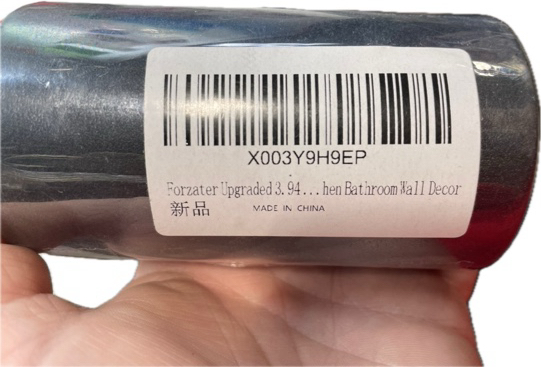 X003Y9H9EP
Forzater Upgraded 3.94...hen Bathroom Wall Decor
新品
MADE IN CHINA